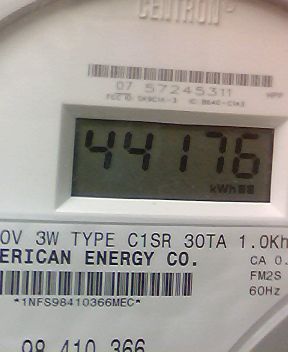 CENTRON
07 57245311
44176
kWh
0V 3W TYPE C1SR 30TA 1.0Kh
ERICAN ENERGY CO.
CA 0.
FM2S
60Hz
*1NFS98410366MEC*
98 410 366